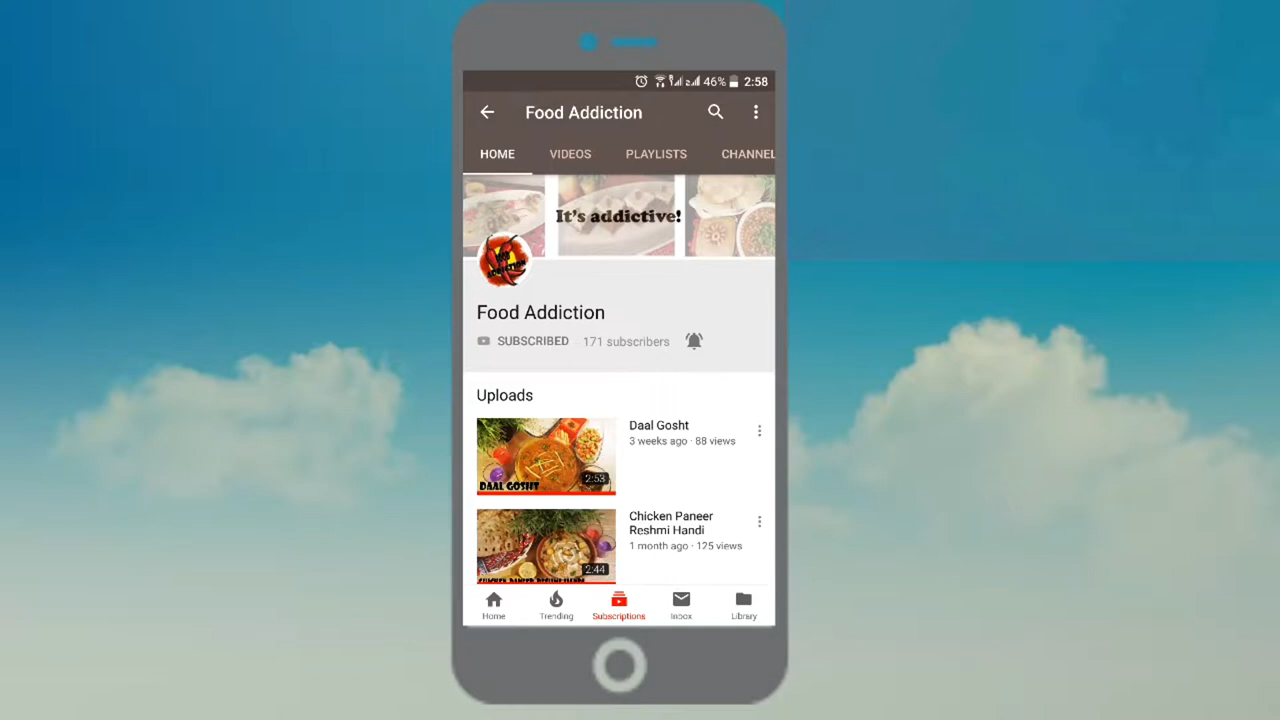 46% 2:58
Food Addiction
HOME VIDEOS PLAYLISTS CHANNEL
It's addictive!
ADDICTION
Food Addiction
SUBSCRIBED · 171 subscribers
Uploads
Daal Gosht
3 weeks ago · 88 views
2:53
DAAL GOSHT
Chicken Paneer
Reshmi Handi
1 month ago · 125 views
2:44
Home Trending Subscriptions Inbox Library